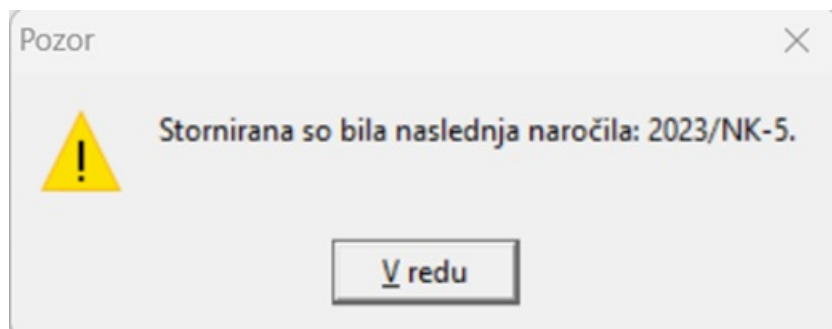 Pozor
Stornirana so bila naslednja naročila: 2023/NK-5.
V redu